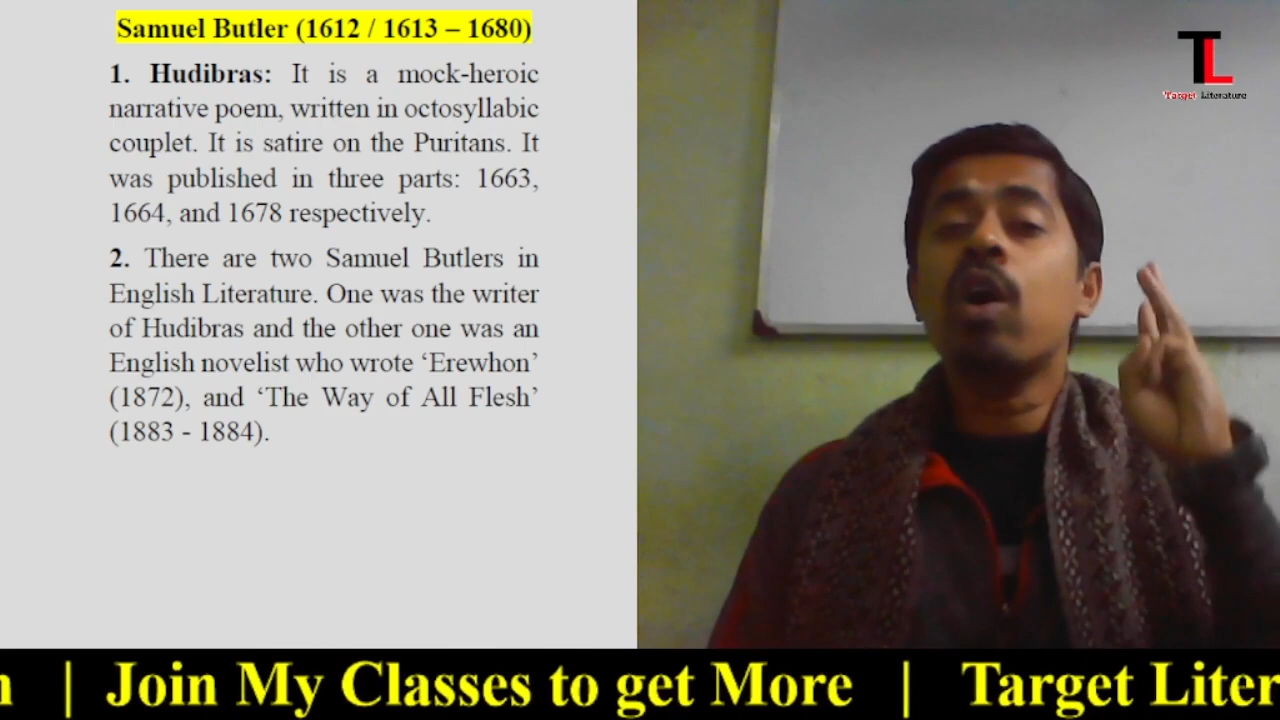 Samuel Butler (1612 / 1613 – 1680)
1. Hudibras: It is a mock-heroic
narrative poem, written in octosyllabic
couplet. It is satire on the Puritans. It
was published in three parts: 1663,
1664, and 1678 respectively.
2. There are two Samuel Butlers in
English Literature. One was the writer
of Hudibras and the other one was an
English novelist who wrote ‘Erewhon’
(1872), and ‘The Way of All Flesh’
(1883 - 1884).
TL
Target Literature
n | Join My Classes to get More | Target Liter